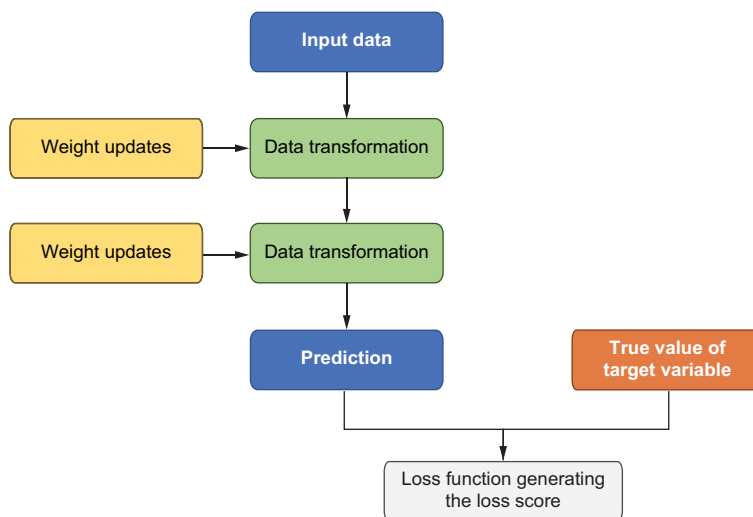 Input data
Weight updates
Data transformation
Weight updates
Data transformation
Prediction
True value of
target variable
Loss function generating
the loss score